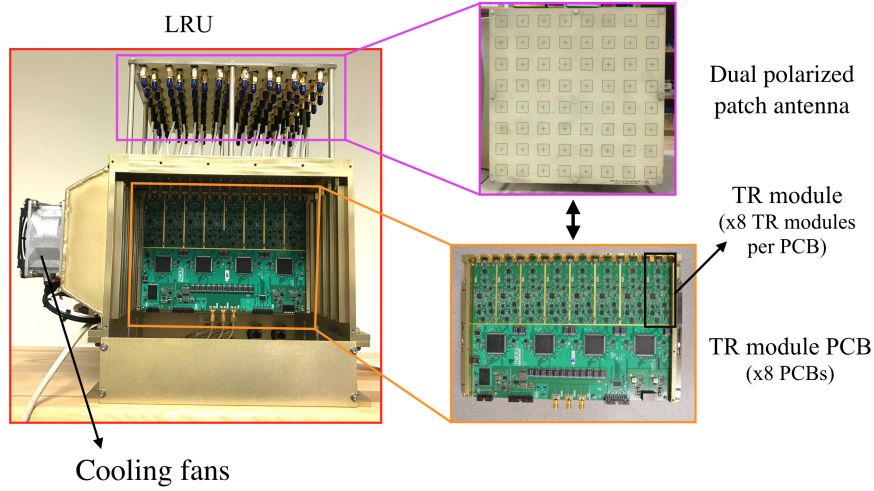 LRU
Dual polarized
patch antenna
TR module
(x8 TR modules
per PCB)
TR module PCB
(x8 PCBs)
Cooling fans